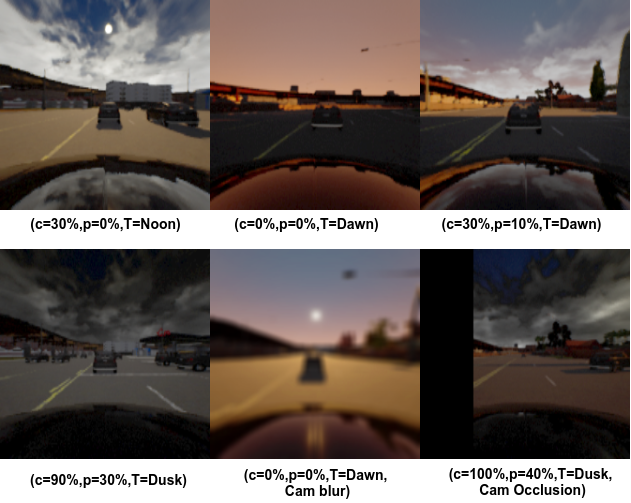 (c=30%,p=0%,T=Noon)
(c=0%,p=0%,T=Dawn)
(c=30%,p=10%,T=Dawn)
(c=90%,p=30%,T=Dusk)
(c=0%,p=0%,T=Dawn,
Cam blur)
(c=100%,p=40%,T=Dusk,
Cam Occlusion)